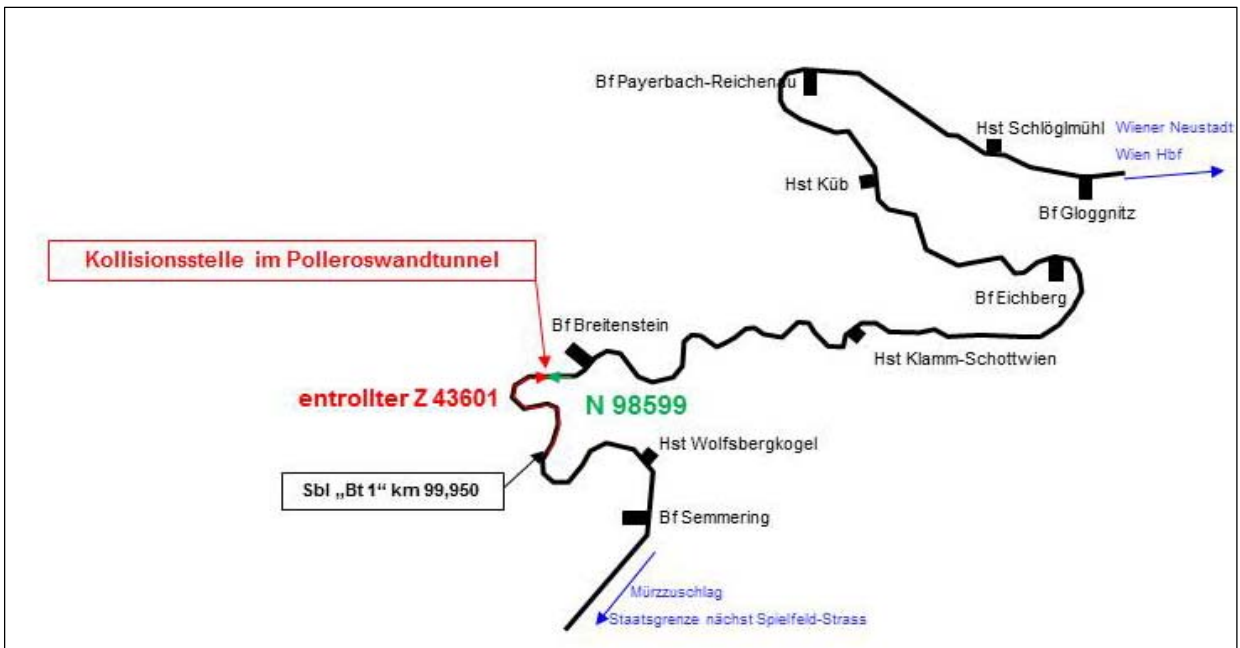 Bf Payerbach-Reichenau
Hst Schlöglmühl
Wiener Neustadt
Wien Hbf
Hst Küb
Bf Gloggnitz
Kollisionsstelle im Polleroswandtunnel
Bf Eichberg
Bf Breitenstein
Hst Klamm-Schottwien
entrollter Z 43601
N 98599
Hst Wolfsbergkogel
Sbl „Bt 1“ km 99,950
Bf Semmering
Mürzzuschlag
Staatsgrenze nächst Spielfeld-Strass